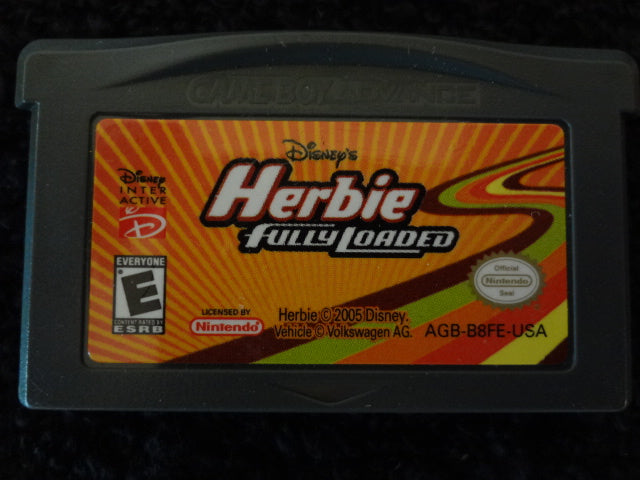 GAME BOY ADVANCE
Disney's
Herbie
FULLY LOADED
Disney
INTER
ACTIVE
D
EVERYONE
E
CONTENT RATED BY
ESRB
LICENSED BY
Nintendo
Herbie © 2005 Disney.
Vehicle © Volkswagen AG.
AGB-B8FE-USA
Official
Nintendo
Seal